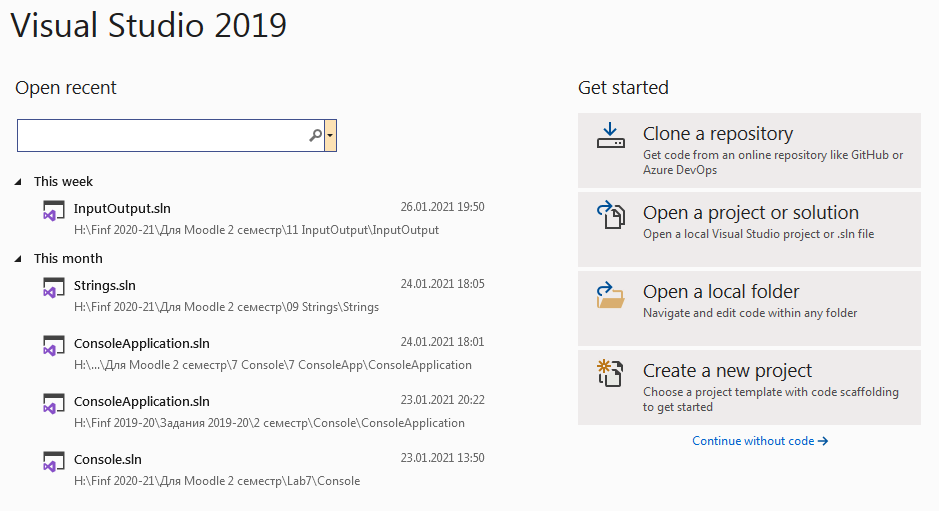 Visual Studio 2019
Open recent
This week
InputOutput.sln 26.01.2021 19:50
H:\Finf 2020-21\Для Moodle 2 семестр\11 InputOutput\InputOutput
This month
Strings.sln 24.01.2021 18:05
H:\Finf 2020-21\Для Moodle 2 семестр\09 Strings\Strings
ConsoleApplication.sln 24.01.2021 18:01
H:\...\Для Moodle 2 семестр\7 Console\7 ConsoleApp\ConsoleApplication
ConsoleApplication.sln 23.01.2021 20:22
H:\Finf 2019-20\Задания 2019-20\2 семестр\Console\ConsoleApplication
Console.sln 23.01.2021 13:50
H:\Finf 2020-21\Для Moodle 2 семестр\Lab7\Console
Get started
Clone a repository
Get code from an online repository like GitHub or
Azure DevOps
Open a project or solution
Open a local Visual Studio project or .sln file
Open a local folder
Navigate and edit code within any folder
Create a new project
Choose a project template with code scaffolding
to get started
Continue without code →